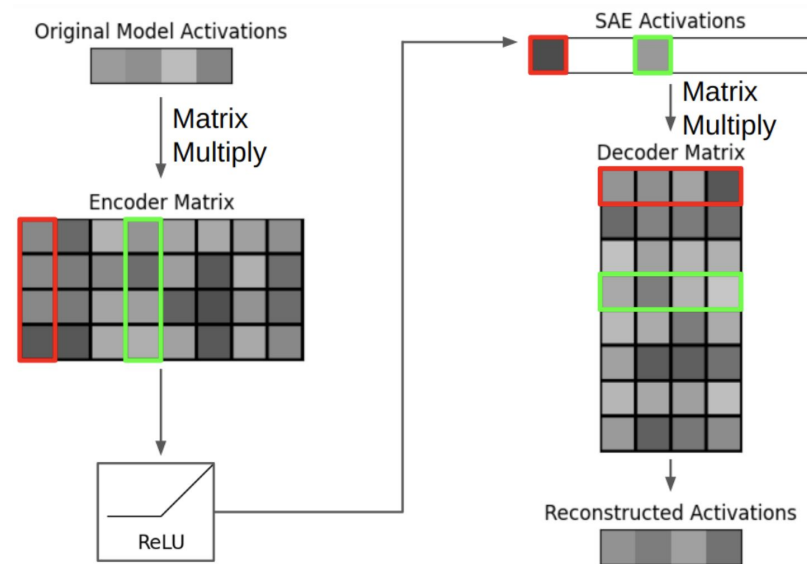 Original Model Activations
Matrix
Multiply
Encoder Matrix
ReLU
SAE Activations
Matrix
Multiply
Decoder Matrix
Reconstructed Activations